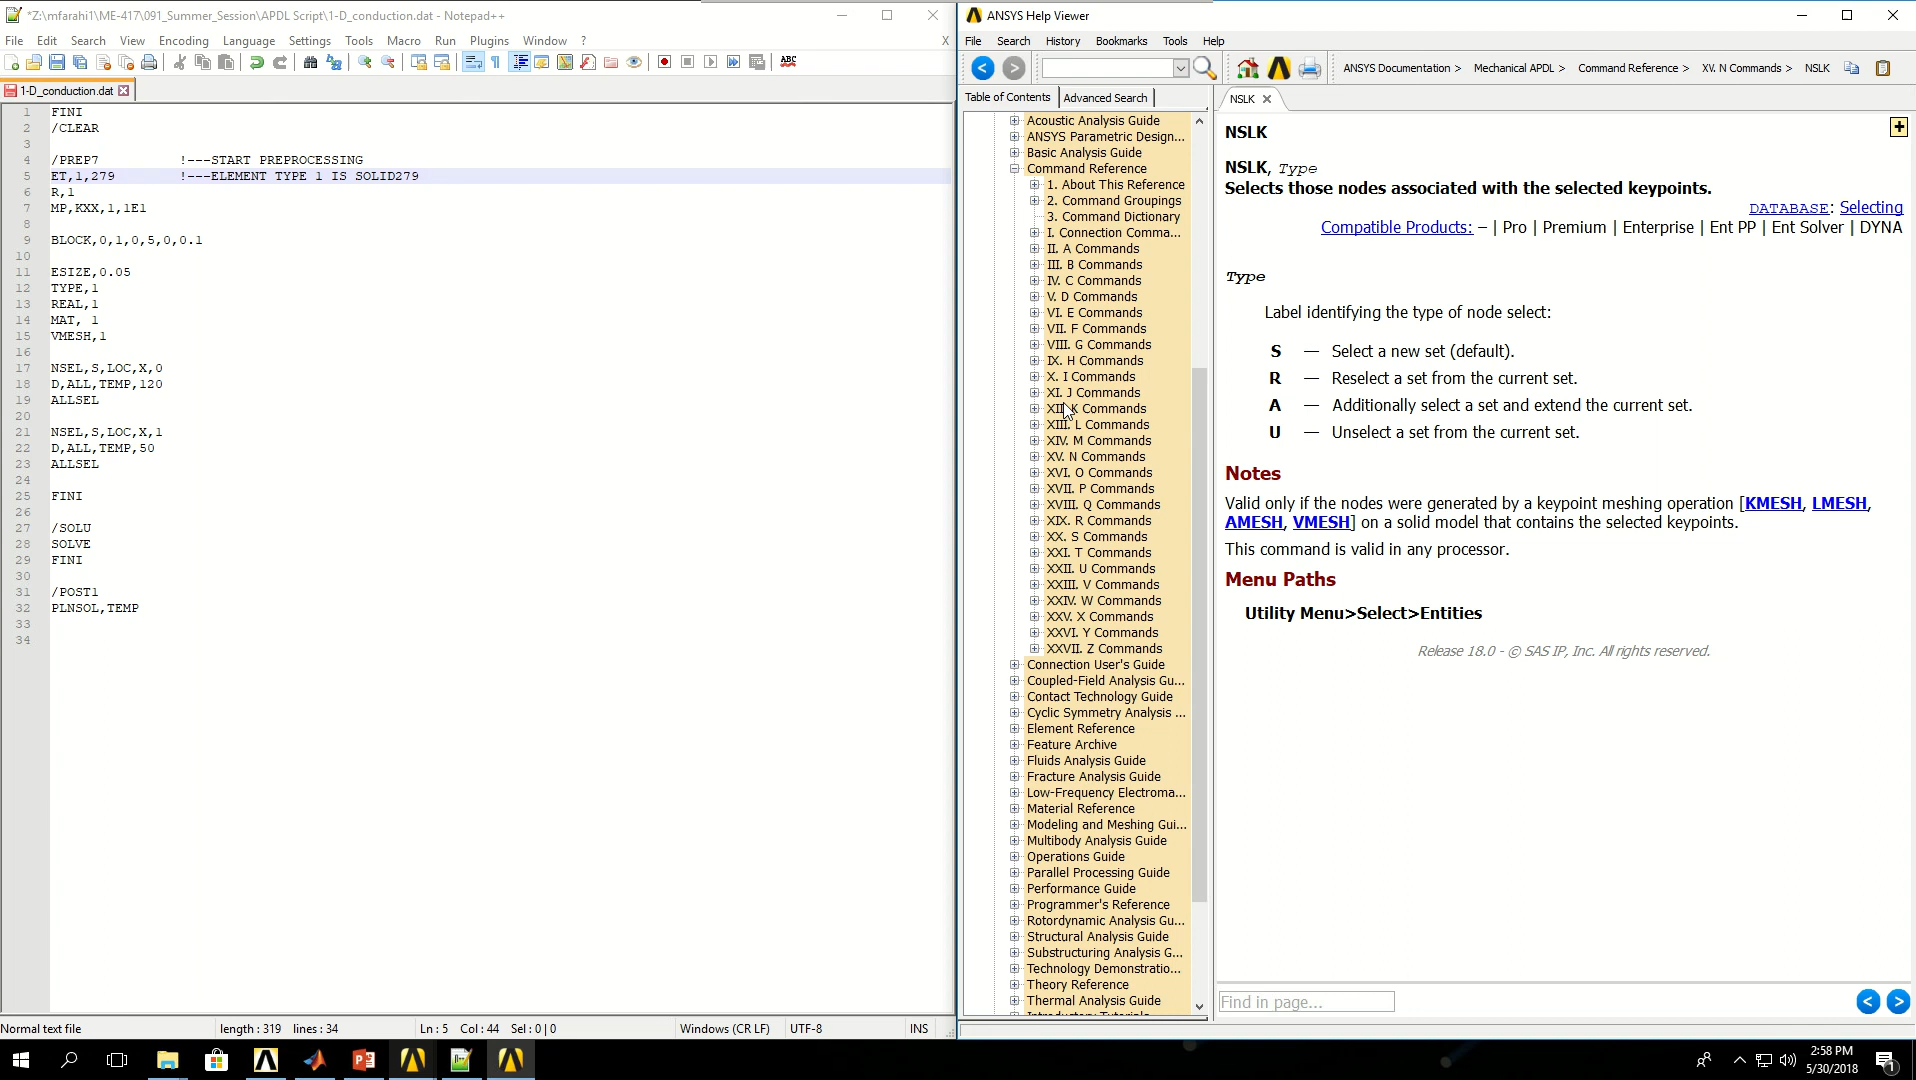 *Z:\mfarahi1\ME-417\091_Summer_Session\APDL Script\1-D_conduction.dat - Notepad++
File Edit Search View Encoding Language Settings Tools Macro Run Plugins Window ? X
ABC
1-D_conduction.dat
1 FINI
2 /CLEAR
3
4 /PREP7 !---START PREPROCESSING
5 ET,1,279 !---ELEMENT TYPE 1 IS SOLID279
6 R,1
7 MP,KXX,1,1E1
8
9 BLOCK,0,1,0,5,0,0.1
10
11 ESIZE,0.05
12 TYPE,1
13 REAL,1
14 MAT, 1
15 VMESH,1
16
17 NSEL,S,LOC,X,0
18 D,ALL,TEMP,120
19 ALLSEL
20
21 NSEL,S,LOC,X,1
22 D,ALL,TEMP,50
23 ALLSEL
24
25 FINI
26
27 /SOLU
28 SOLVE
29 FINI
30
31 /POST1
32 PLNSOL,TEMP
33
34
Normal text file length : 319 lines : 34 Ln : 5 Col : 44 Sel : 0 | 0 Windows (CR LF) UTF-8 INS
ANSYS Help Viewer
File Search History Bookmarks Tools Help
ANSYS Documentation > Mechanical APDL > Command Reference > XV. N Commands > NSLK
Table of Contents Advanced Search
Acoustic Analysis Guide
ANSYS Parametric Design...
Basic Analysis Guide
Command Reference
1. About This Reference
2. Command Groupings
3. Command Dictionary
I. Connection Comma...
II. A Commands
III. B Commands
IV. C Commands
V. D Commands
VI. E Commands
VII. F Commands
VIII. G Commands
IX. H Commands
X. I Commands
XI. J Commands
XII. K Commands
XIII. L Commands
XIV. M Commands
XV. N Commands
XVI. O Commands
XVII. P Commands
XVIII. Q Commands
XIX. R Commands
XX. S Commands
XXI. T Commands
XXII. U Commands
XXIII. V Commands
XXIV. W Commands
XXV. X Commands
XXVI. Y Commands
XXVII. Z Commands
Connection User's Guide
Coupled-Field Analysis Gu...
Contact Technology Guide
Cyclic Symmetry Analysis ...
Element Reference
Feature Archive
Fluids Analysis Guide
Fracture Analysis Guide
Low-Frequency Electroma...
Material Reference
Modeling and Meshing Gui...
Multibody Analysis Guide
Operations Guide
Parallel Processing Guide
Performance Guide
Programmer's Reference
Rotordynamic Analysis Gu...
Structural Analysis Guide
Substructuring Analysis G...
Technology Demonstratio...
Theory Reference
Thermal Analysis Guide
NSLK
NSLK
NSLK, Type
Selects those nodes associated with the selected keypoints.
DATABASE: Selecting
Compatible Products: – | Pro | Premium | Enterprise | Ent PP | Ent Solver | DYNA
Type
Label identifying the type of node select:
S — Select a new set (default).
R — Reselect a set from the current set.
A — Additionally select a set and extend the current set.
U — Unselect a set from the current set.
Notes
Valid only if the nodes were generated by a keypoint meshing operation [KMESH, LMESH,
AMESH, VMESH] on a solid model that contains the selected keypoints.
This command is valid in any processor.
Menu Paths
Utility Menu>Select>Entities
Release 18.0 - © SAS IP, Inc. All rights reserved.
Find in page...
2:58 PM
5/30/2018
1